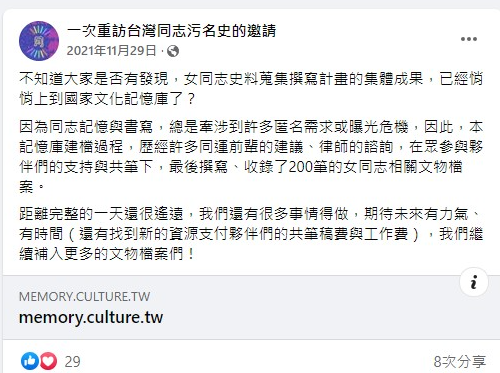 一次重訪台灣同志污名史的邀請
2021年11月29日 ·
不知道大家是否有發現，女同志史料蒐集撰寫計畫的集體成果，已經悄
悄上到國家文化記憶庫了？
因為同志記憶與書寫，總是牽涉到許多匿名需求或曝光危機，因此，本
記憶庫建檔過程，歷經許多同運前輩的建議、律師的諮詢，在眾參與夥
伴們的支持與共筆下，最後撰寫、收錄了200筆的女同志相關文物檔
案。
距離完整的一天還很遙遠，我們還有很多事情得做，期待未來有力氣、
有時間（還有找到新的資源支付夥伴們的共筆稿費與工作費），我們繼
續補入更多的文物檔案們！
MEMORY.CULTURE.TW
memory.culture.tw
29
8次分享